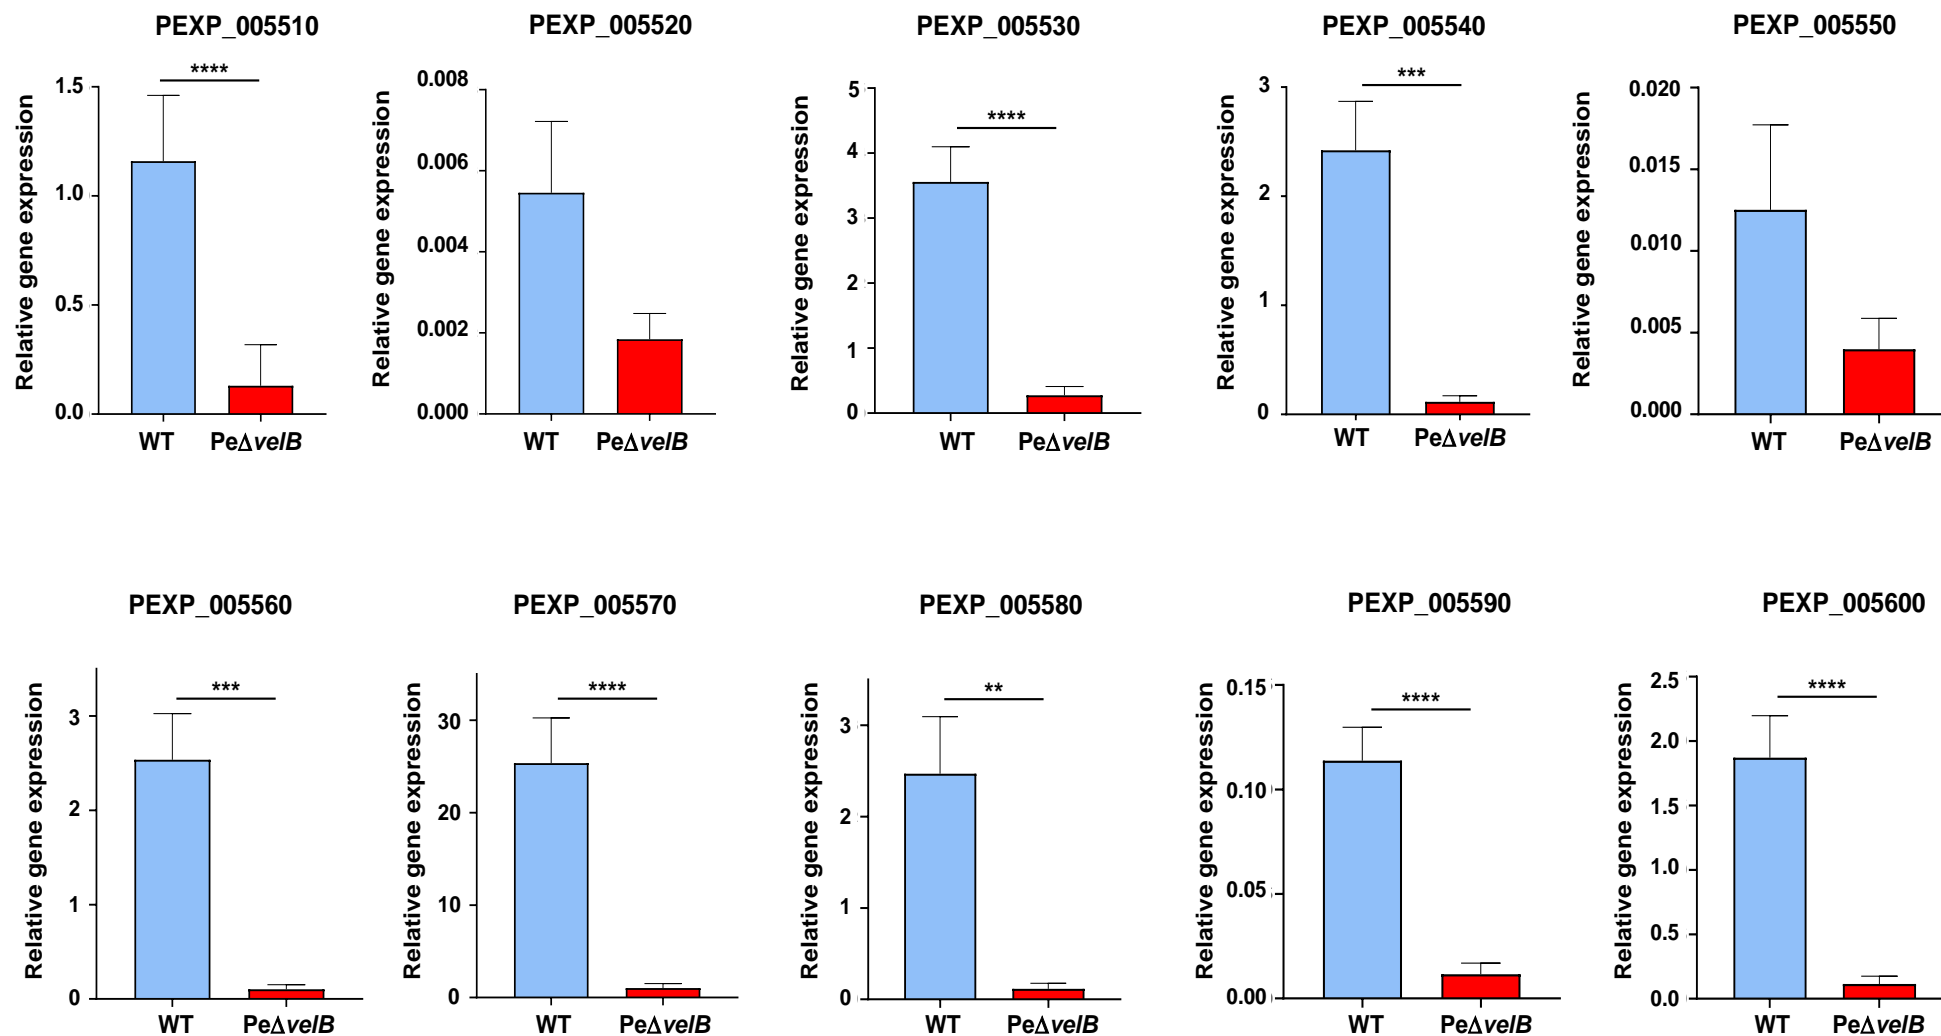 PEXP_005510
Relative gene expression
1.5
1.0
0.5
0.0
****
WT
PeΔvelB
PEXP_005520
Relative gene expression
0.008
0.006
0.004
0.002
0.000
WT
PeΔvelB
PEXP_005530
Relative gene expression
5
4
3
2
1
0
****
WT
PeΔvelB
PEXP_005540
Relative gene expression
3
2
1
0
***
WT
PeΔvelB
PEXP_005550
Relative gene expression
0.020
0.015
0.010
0.005
0.000
WT
PeΔvelB
PEXP_005560
Relative gene expression
3
2
1
0
***
WT
PeΔvelB
PEXP_005570
Relative gene expression
30
20
10
0
****
WT
PeΔvelB
PEXP_005580
Relative gene expression
3
2
1
0
**
WT
PeΔvelB
PEXP_005590
Relative gene expression
0.15
0.10
0.05
0.00
****
WT
PeΔvelB
PEXP_005600
Relative gene expression
2.5
2.0
1.5
1.0
0.5
0.0
****
WT
PeΔvelB